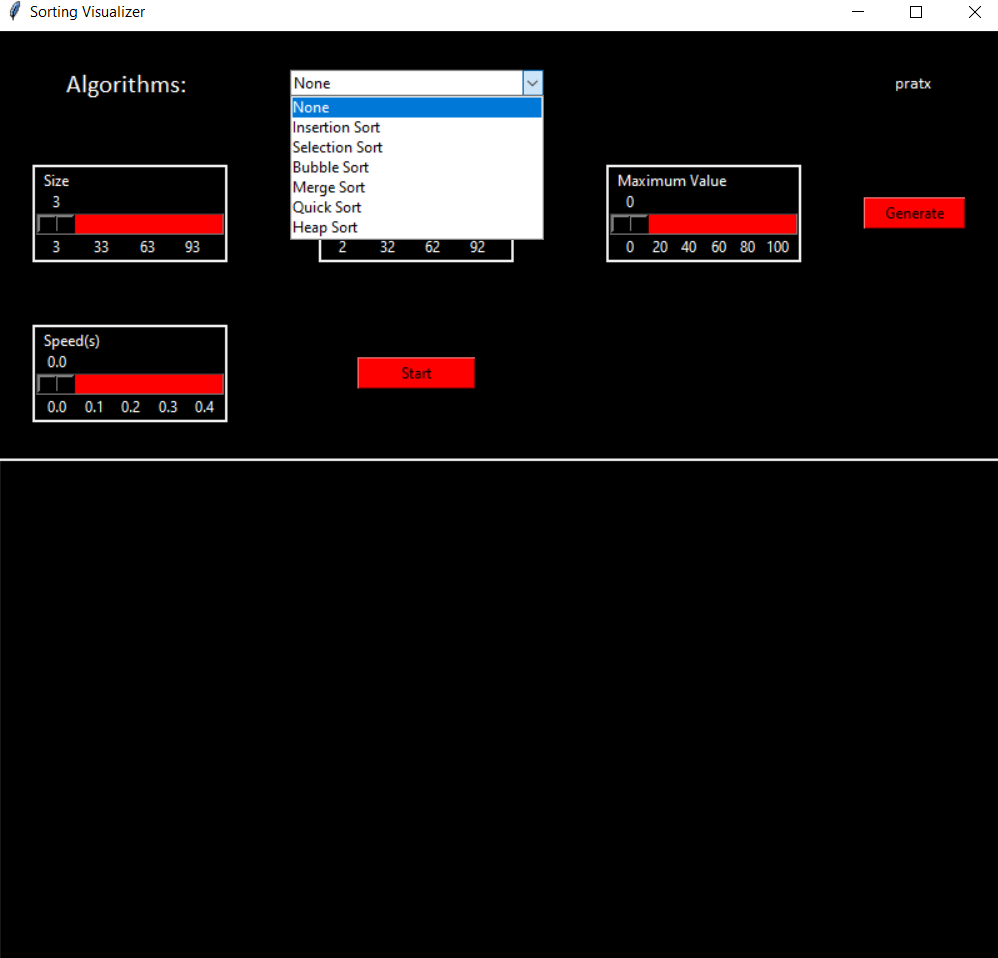 Sorting Visualizer
Algorithms:
None
pratx
None
Insertion Sort
Selection Sort
Bubble Sort
Merge Sort
Quick Sort
Heap Sort
Size
3
3 33 63 93
2 32 62 92
Maximum Value
0
0 20 40 60 80 100
Generate
Speed(s)
0.0
0.0 0.1 0.2 0.3 0.4
Start